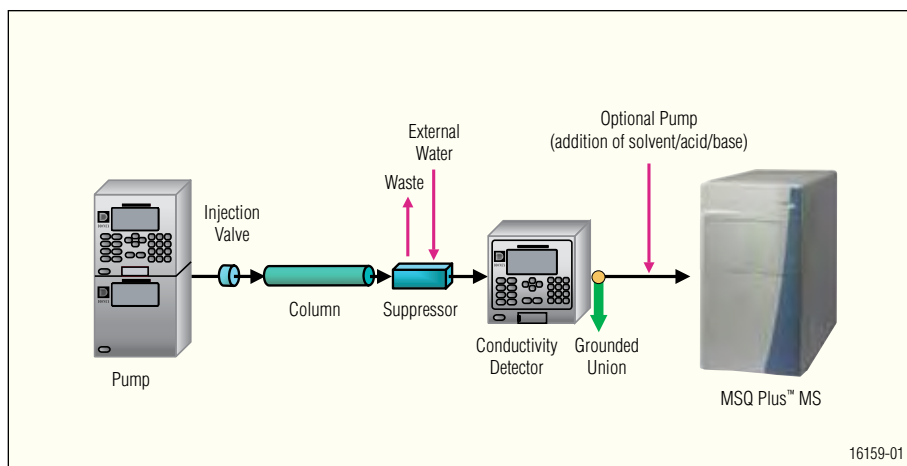 Optional Pump
(addition of solvent/acid/base)
External
Water
Waste
Injection
Valve
Column
Suppressor
Conductivity
Detector
Grounded
Union
Pump
MSQ Plus™ MS
16159-01